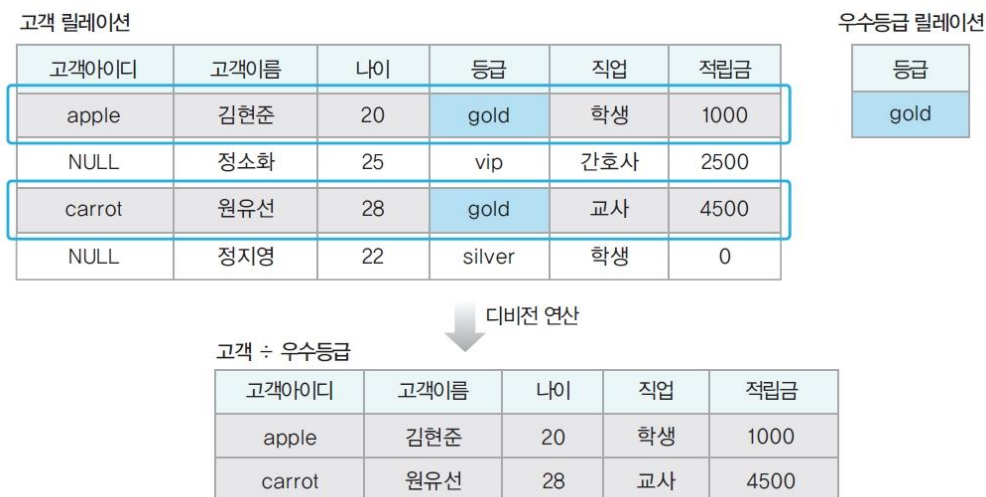 고객 릴레이션
고객아이디 고객이름 나이 등급 직업 적립금
apple 김현준 20 gold 학생 1000
NULL 정소화 25 vip 간호사 2500
carrot 원유선 28 gold 교사 4500
NULL 정지영 22 silver 학생 0
우수등급 릴레이션
등급
gold
디비전 연산
고객 ÷ 우수등급
고객아이디 고객이름 나이 직업 적립금
apple 김현준 20 학생 1000
carrot 원유선 28 교사 4500